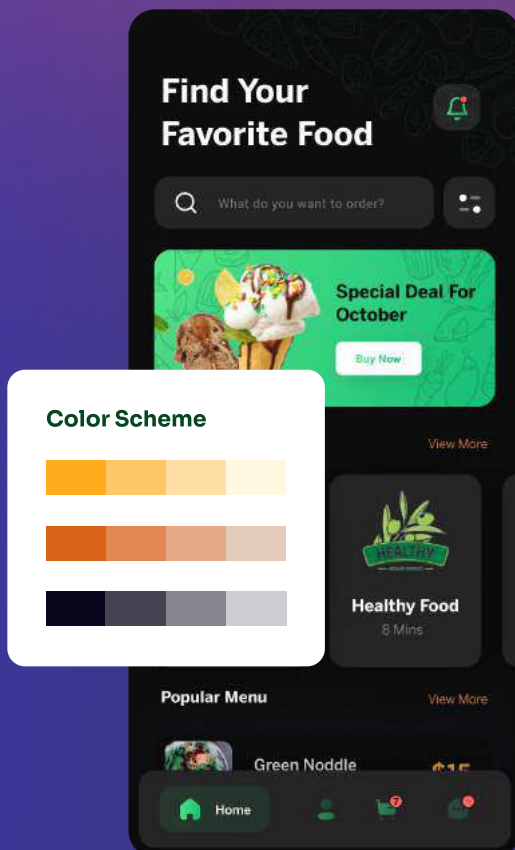 Find Your
Favorite Food
What do you want to order?
Special Deal For
October
Buy Now
Color Scheme
View More
HEALTHY
Healthy Food
8 Mins
Popular Menu
View More
Green Noddle
$15
Home
7